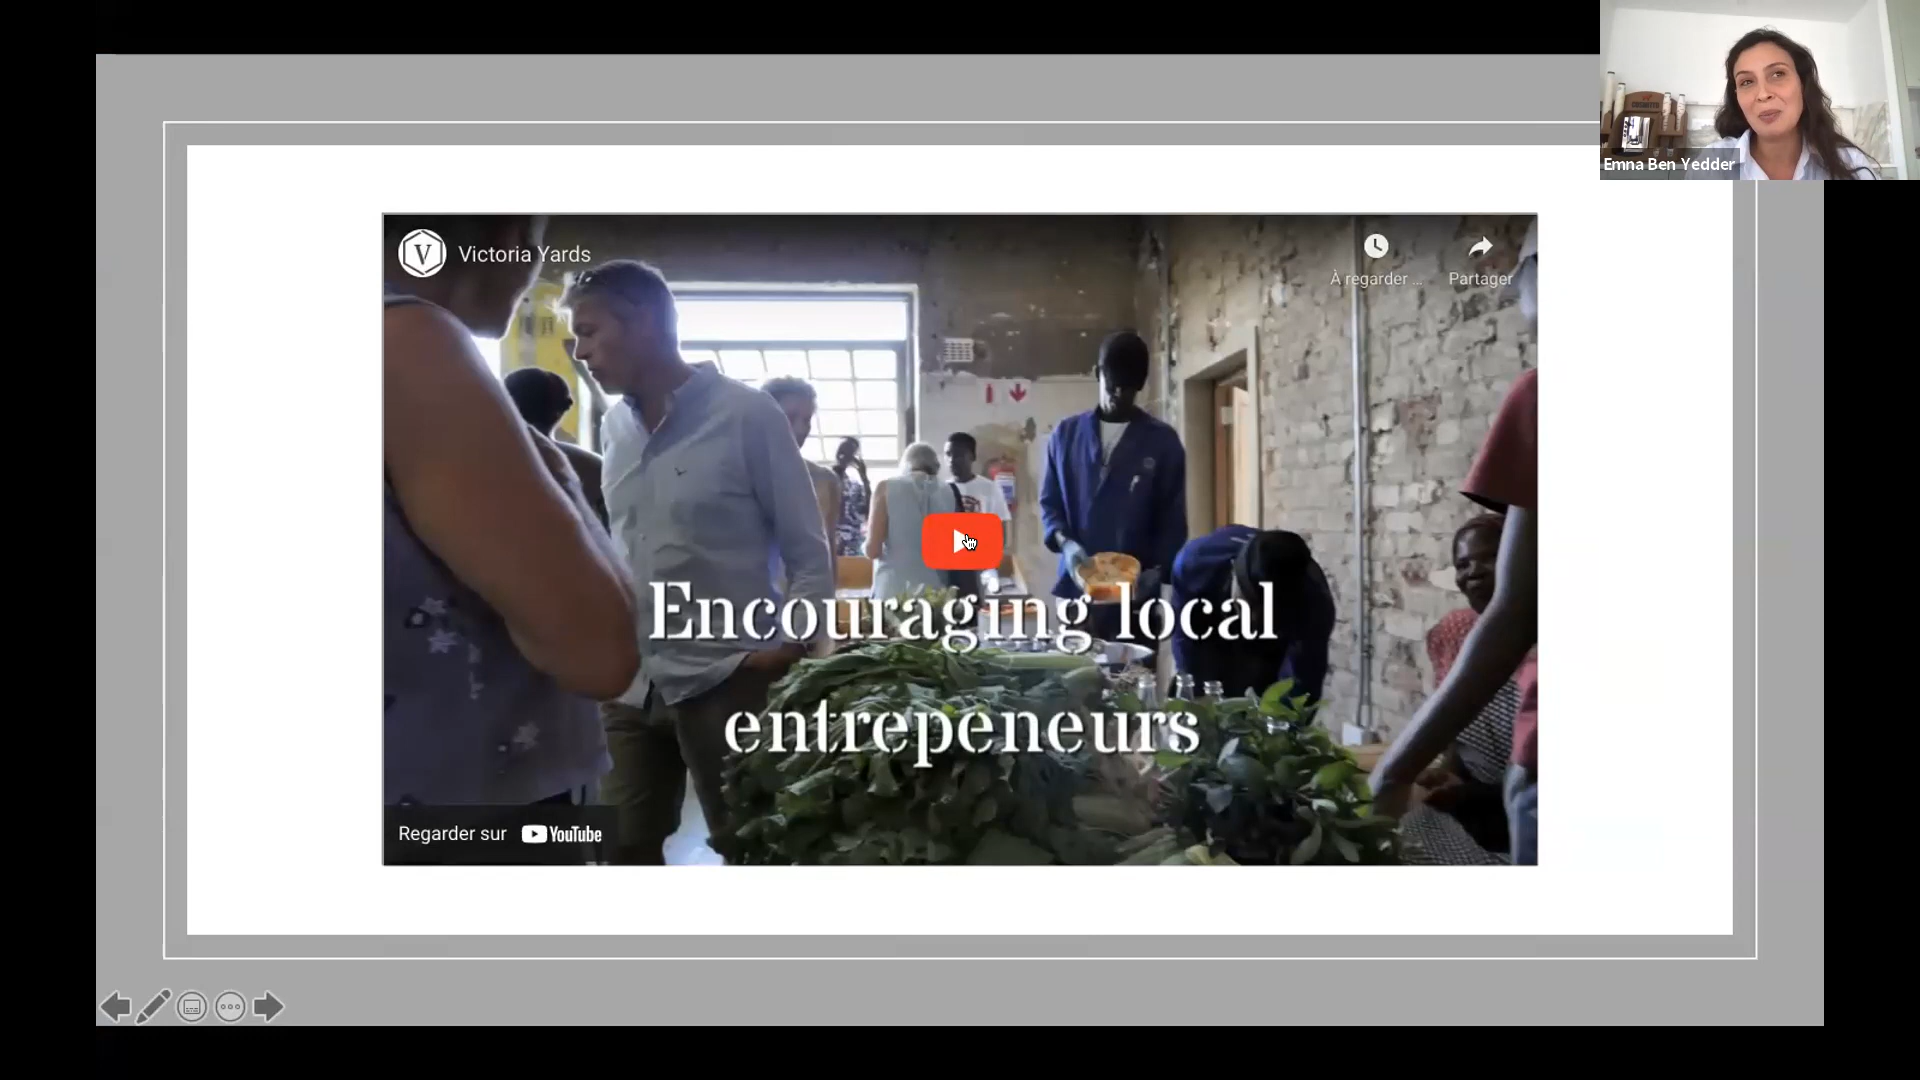 Emna Ben Yedder
V
Victoria Yards
À regarder ...
Partager
Encouraging local
entrepeneurs
Regarder sur
YouTube